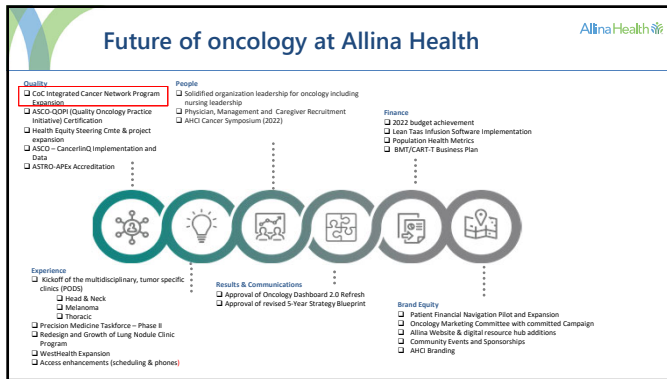 Future of oncology at Allina Health
Allina Health
Quality
❑ CoC Integrated Cancer Network Program
Expansion
❑ ASCO-QOPI (Quality Oncology Practice
Initiative) Certification
❑ Health Equity Steering Cmte & project
expansion
❑ ASCO – CancerlinQ Implementation and
Data
❑ ASTRO-APEx Accreditation
People
❑ Solidified organization leadership for oncology including
nursing leadership
❑ Physician, Management and Caregiver Recruitment
❑ AHCI Cancer Symposium (2022)
Finance
❑ 2022 budget achievement
❑ Lean Taas Infusion Software Implementation
❑ Population Health Metrics
❑ BMT/CART-T Business Plan
Experience
❑ Kickoff of the multidisciplinary, tumor specific
clinics (PODS)
❑ Head & Neck
❑ Melanoma
❑ Thoracic
❑ Precision Medicine Taskforce – Phase II
❑ Redesign and Growth of Lung Nodule Clinic
Program
❑ WestHealth Expansion
❑ Access enhancements (scheduling & phones)
Results & Communications
❑ Approval of Oncology Dashboard 2.0 Refresh
❑ Approval of revised 5-Year Strategy Blueprint
Brand Equity
❑ Patient Financial Navigation Pilot and Expansion
❑ Oncology Marketing Committee with committed Campaign
❑ Allina Website & digital resource hub additions
❑ Community Events and Sponsorships
❑ AHCI Branding